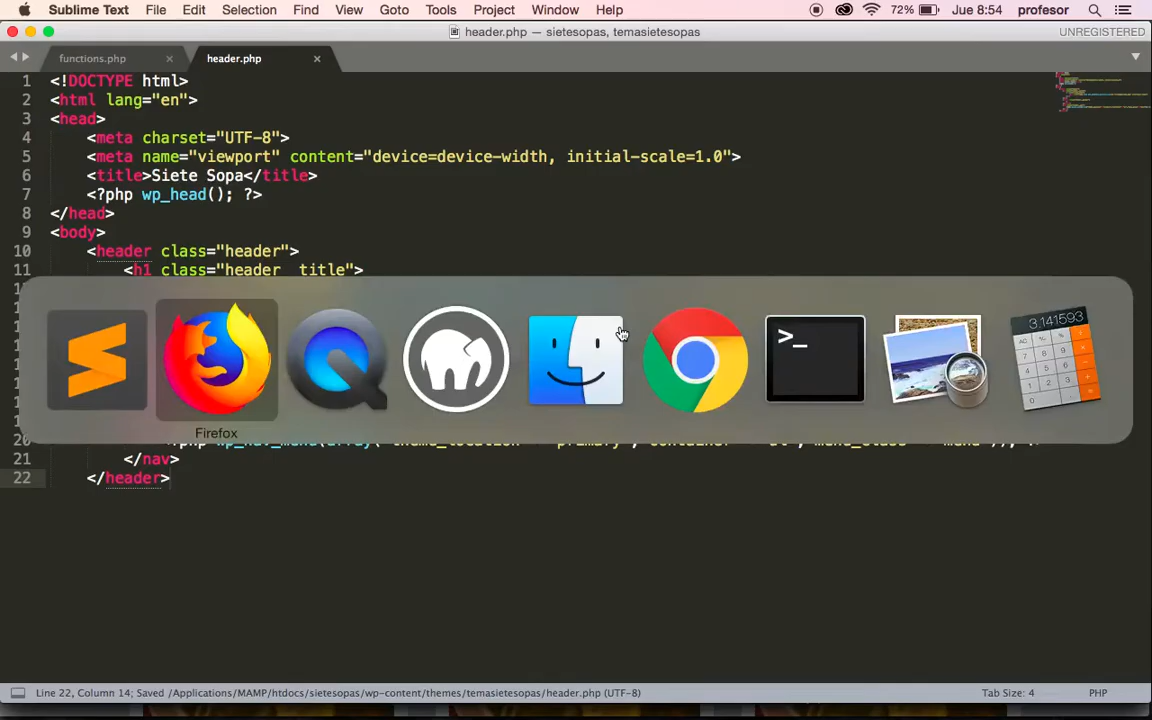 Sublime Text File Edit Selection Find View Goto Tools Project Window Help 72% Jue 8:54 profesor
header.php — sietesopas, temasietesopas UNREGISTERED
functions.php × header.php ×
1 <!DOCTYPE html>
2 <html lang="en">
3 <head>
4 <meta charset="UTF-8">
5 <meta name="viewport" content="device=device-width, initial-scale=1.0">
6 <title>Siete Sopa</title>
7 <?php wp_head(); ?>
8 </head>
9 <body>
10 <header class="header">
11 <h1 class="header title">
3.141593
>_
Firefox
20
21 </nav>
22 </header>
Line 22, Column 14; Saved /Applications/MAMP/htdocs/sietesopas/wp-content/themes/temasietesopas/header.php (UTF-8) Tab Size: 4 PHP